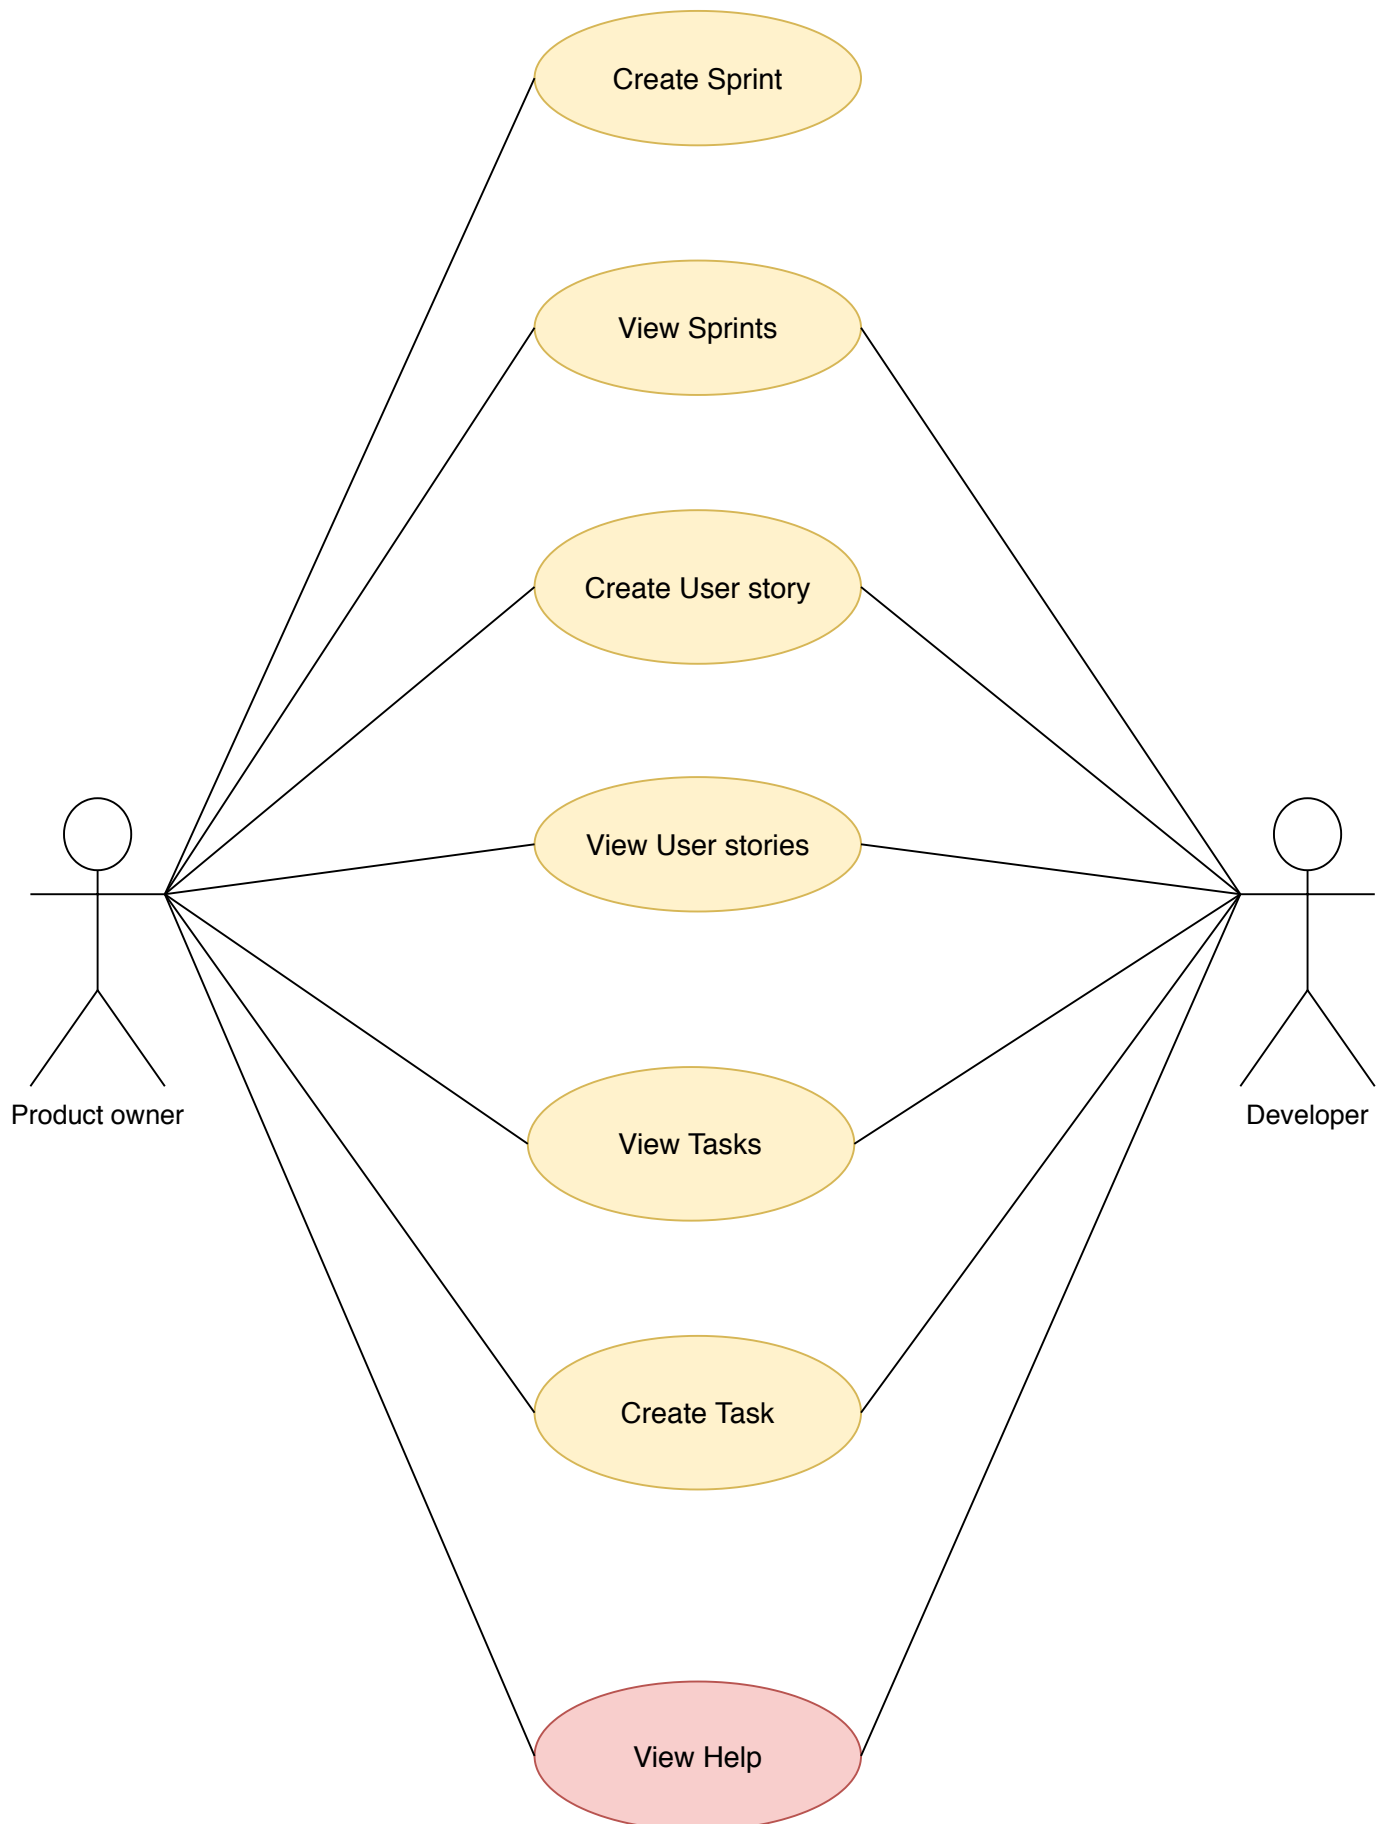 Create Sprint
View Sprints
Create User story
View User stories
Product owner
Developer
View Tasks
Create Task
View Help